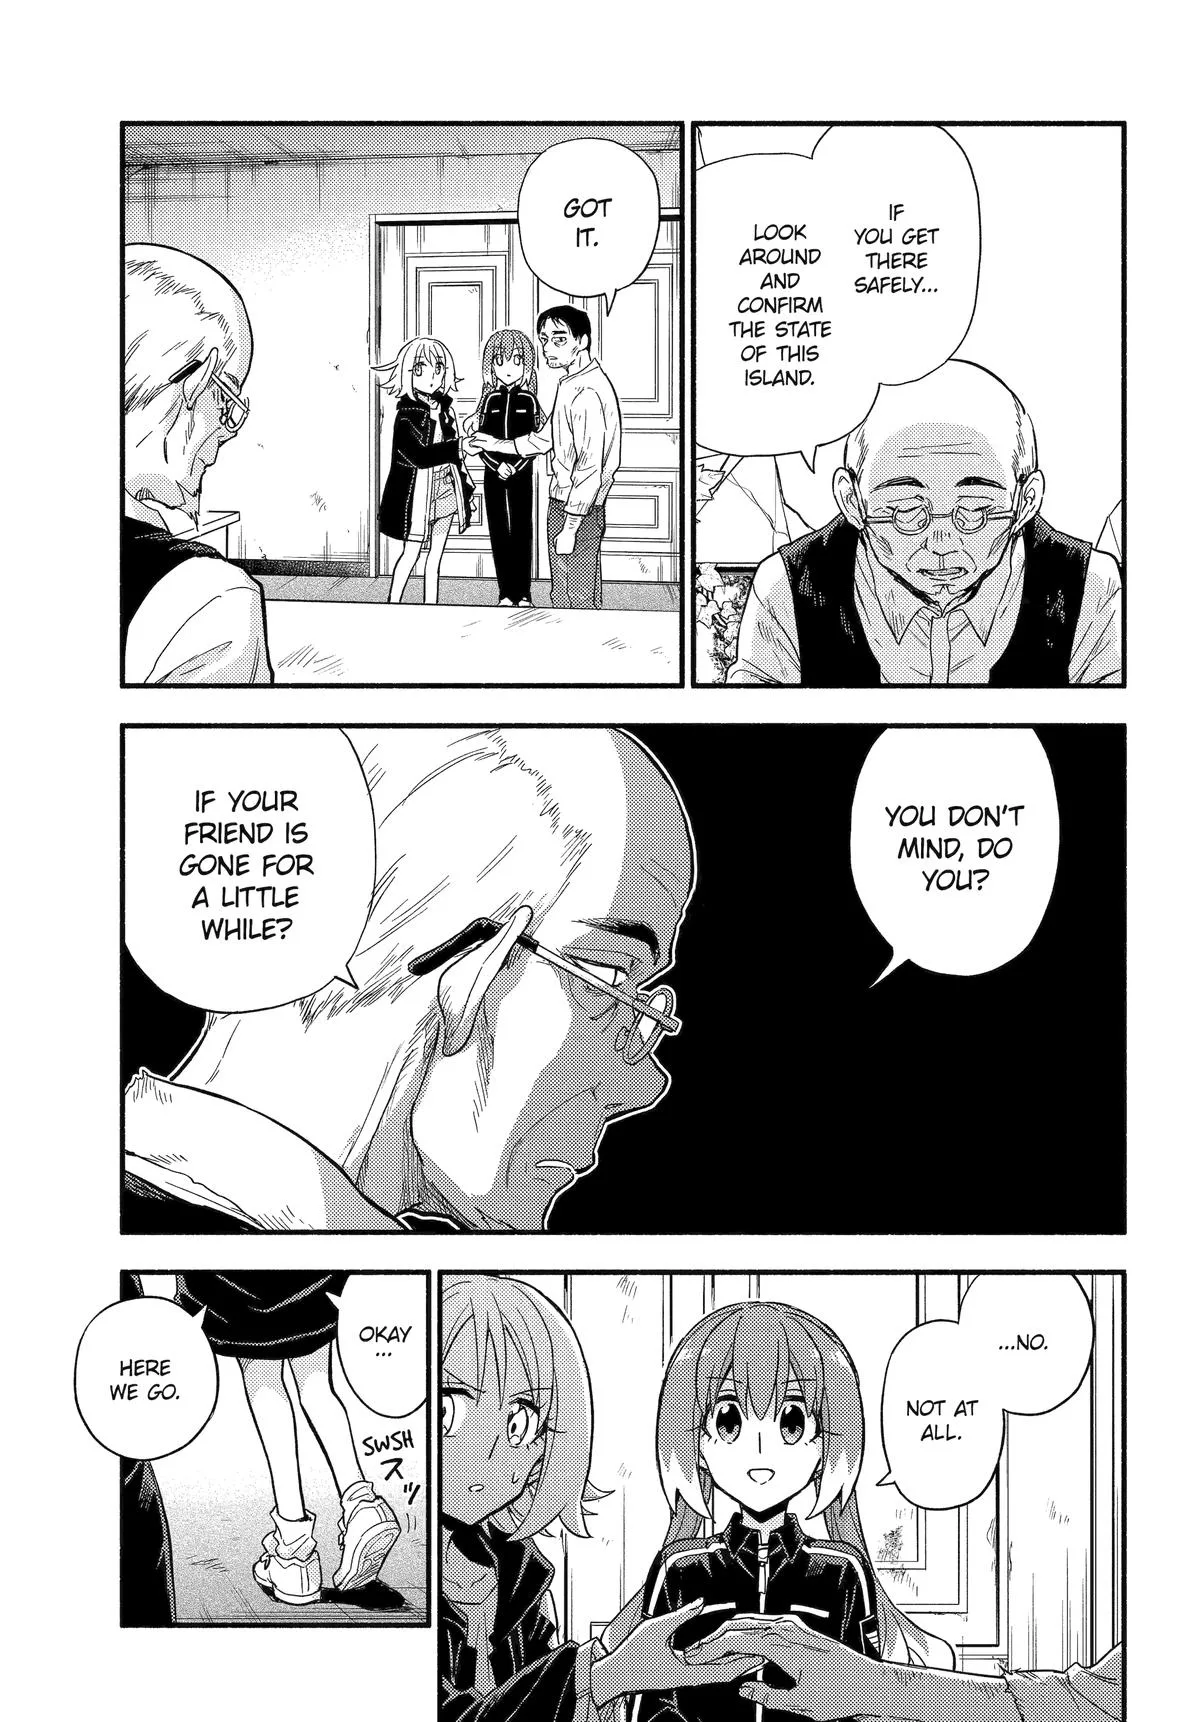 IF
YOU GET
THERE
SAFELY...
LOOK
AROUND
AND
CONFIRM
THE STATE
OF THIS
ISLAND.
GOT
IT.
YOU DON'T
MIND, DO
YOU?
IF YOUR
FRIEND IS
GONE FOR
A LITTLE
WHILE?
...NO.
NOT AT
ALL.
OKAY
...
SWSH
スッ
HERE
WE GO.